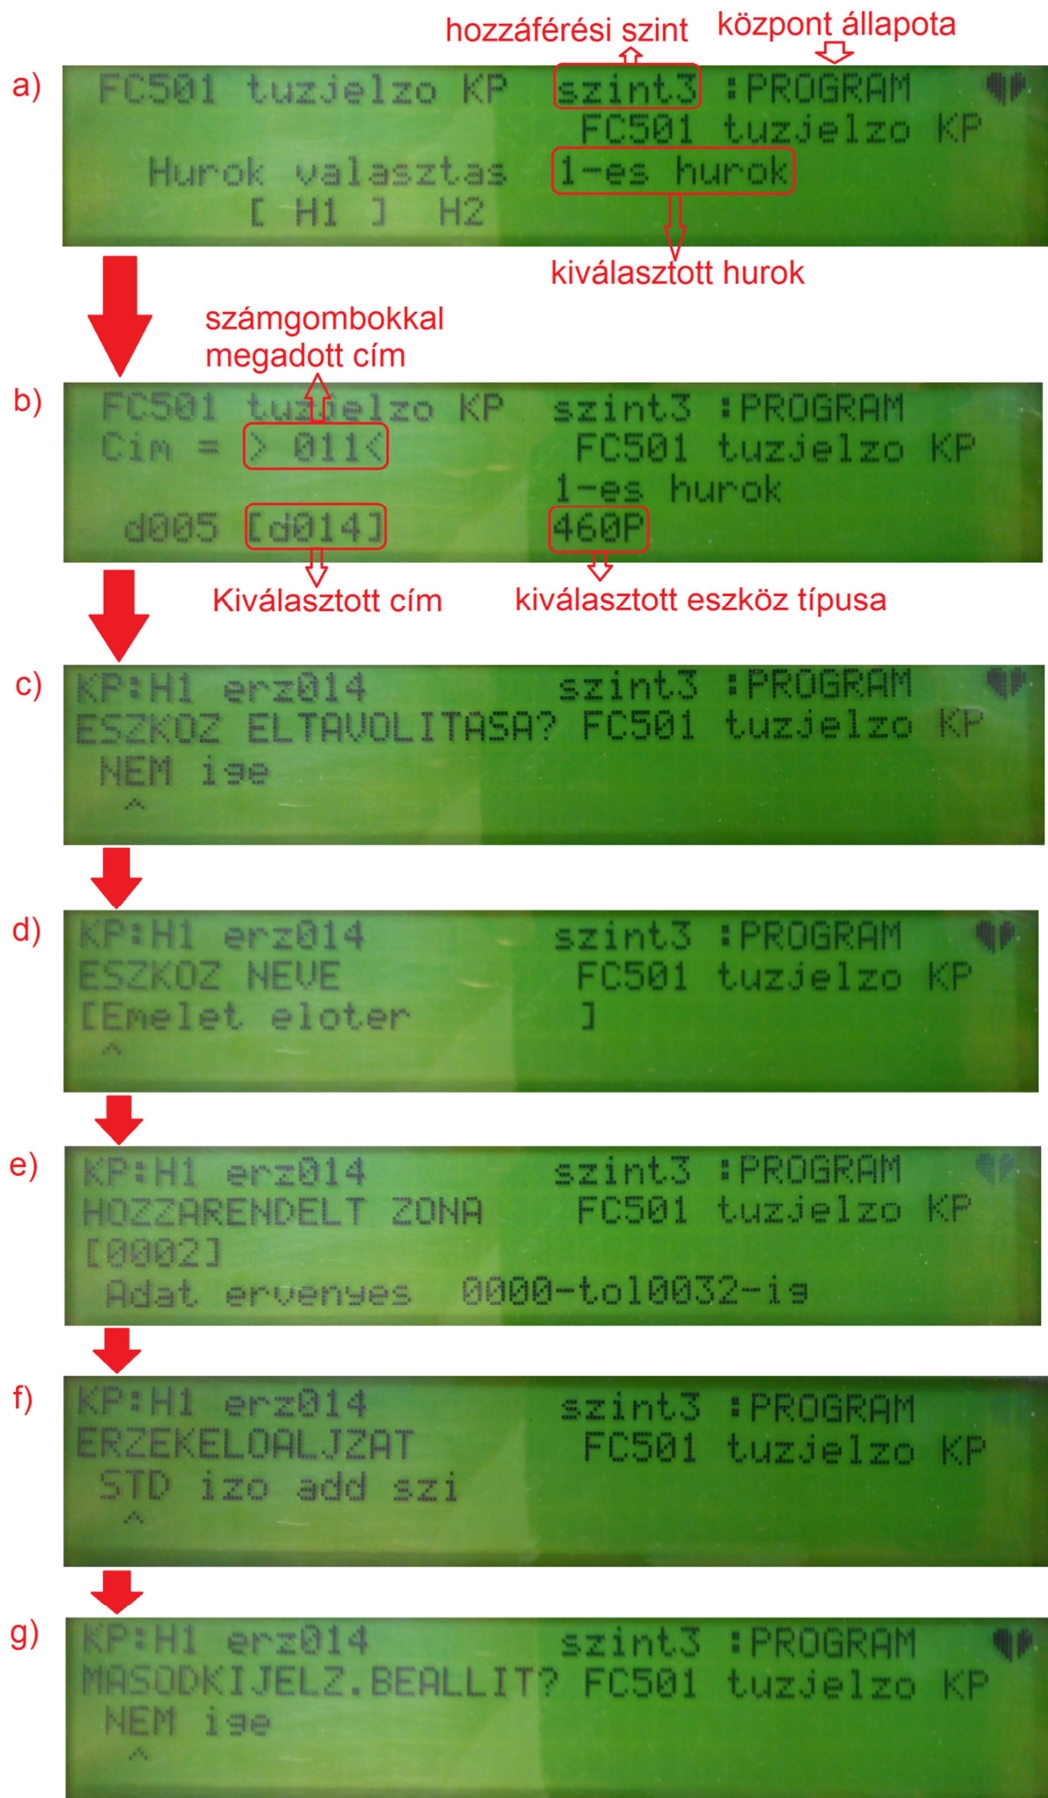 hozzáférési szint
központ állapota
a)
FC501 tuzjelzo KP szint3 :PROGRAM
FC501 tuzjelzo KP
Hurok valasztas 1-es hurok
[ H1 ] H2
kiválasztott hurok
számgombokkal
megadott cím
b)
FC501 tuzjelzo KP szint3 :PROGRAM
Cim = > 011< FC501 tuzjelzo KP
1-es hurok
d005 [d014] 460P
Kiválasztott cím
kiválasztott eszköz típusa
c)
KP:H1 erz014 szint3 :PROGRAM
ESZKOZ ELTAVOLITASA? FC501 tuzjelzo KP
NEM ige
^
d)
KP:H1 erz014 szint3 :PROGRAM
ESZKOZ NEVE FC501 tuzjelzo KP
[Emelet eloter ]
^
e)
KP:H1 erz014 szint3 :PROGRAM
HOZZARENDELT ZONA FC501 tuzjelzo KP
[0002]
Adat ervenyes 0000-tol0032-ig
f)
KP:H1 erz014 szint3 :PROGRAM
ERZEKELOALJZAT FC501 tuzjelzo KP
STD izo add szi
^
g)
KP:H1 erz014 szint3 :PROGRAM
MASODKIJELZ.BEALLIT? FC501 tuzjelzo KP
NEM ige
^